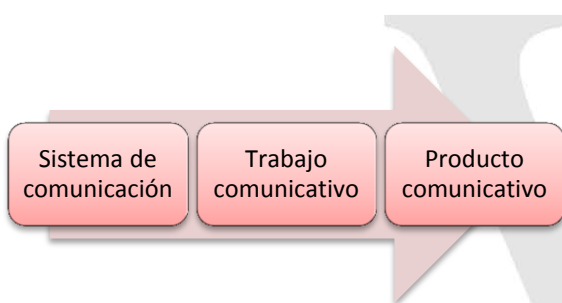 Sistema de
comunicación
Trabajo
comunicativo
Producto
comunicativo